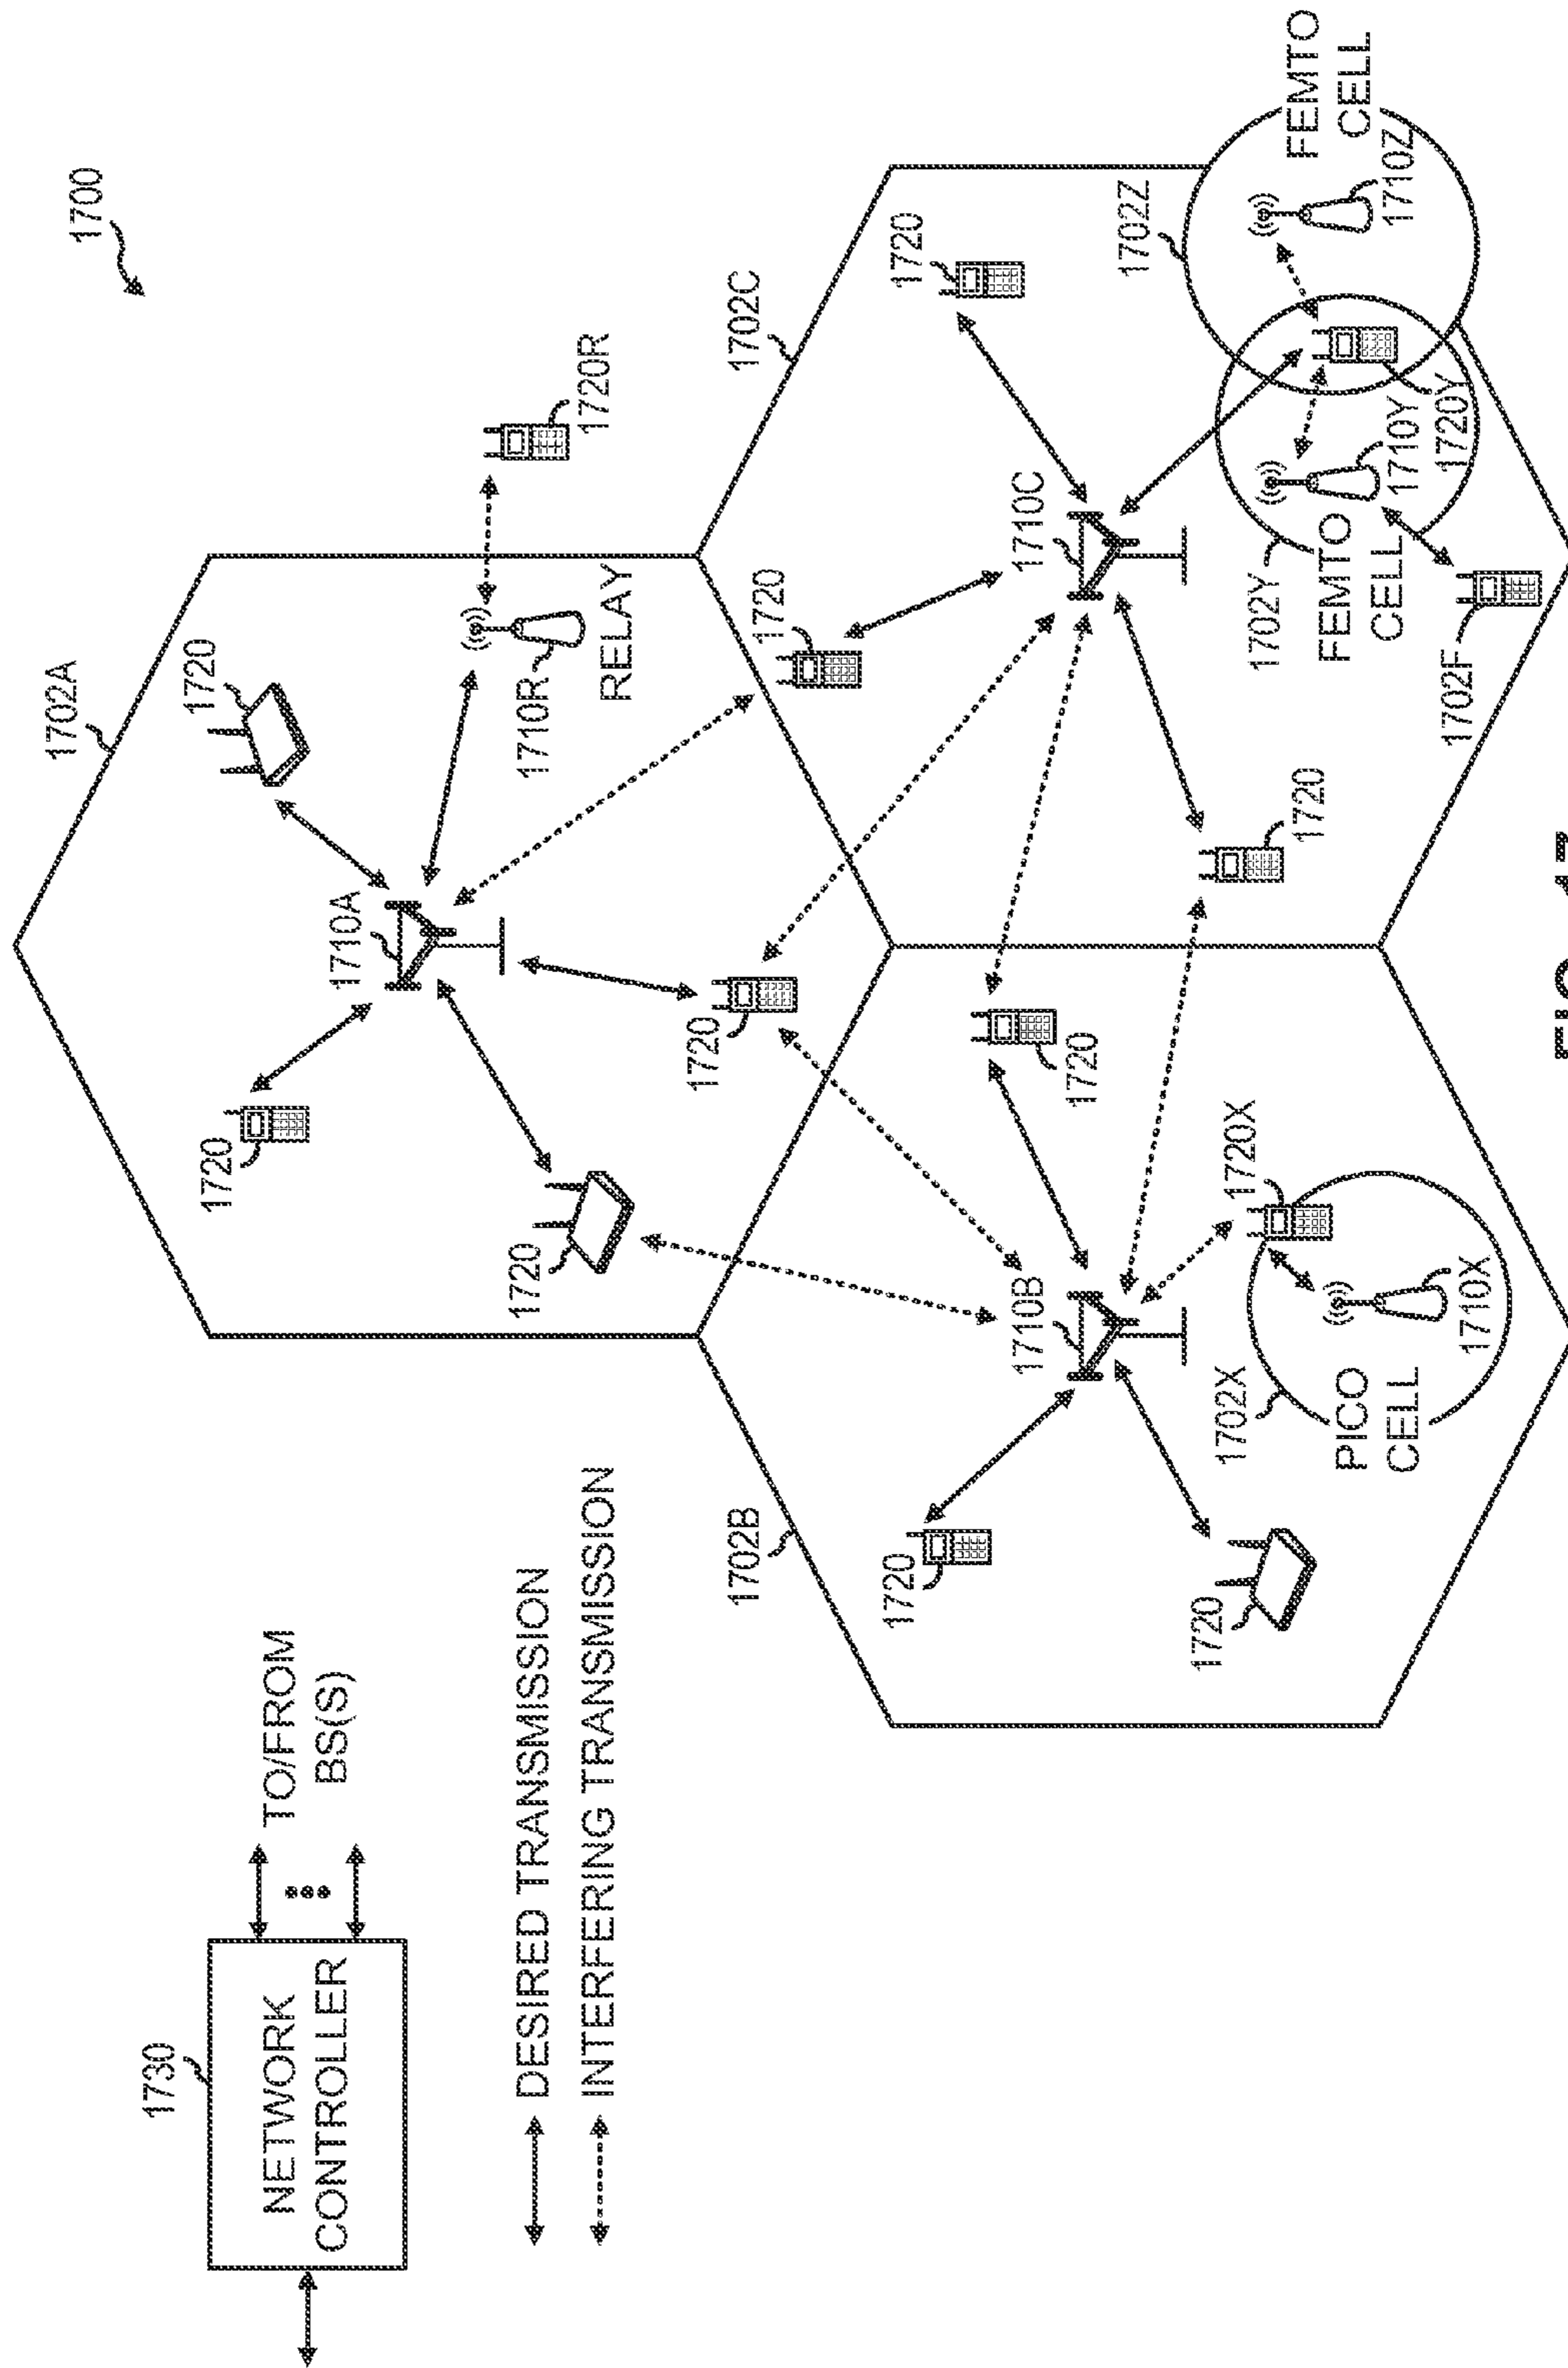 1700
1730
NETWORK
CONTROLLER
TO/FROM
BS(S)
DESIRED TRANSMISSION
INTERFERING TRANSMISSION
1702A
1720
1710A
1720
1720
1720
1710R
RELAY
1720R
1702B
1720
1710B
1720
1720
1702X
PICO
CELL
1710X
1720X
1702C
1720
1710C
1720
1720
1702Y
FEMTO
CELL
1710Y
1720Y
1702F
1702Z
FEMTO
CELL
1710Z